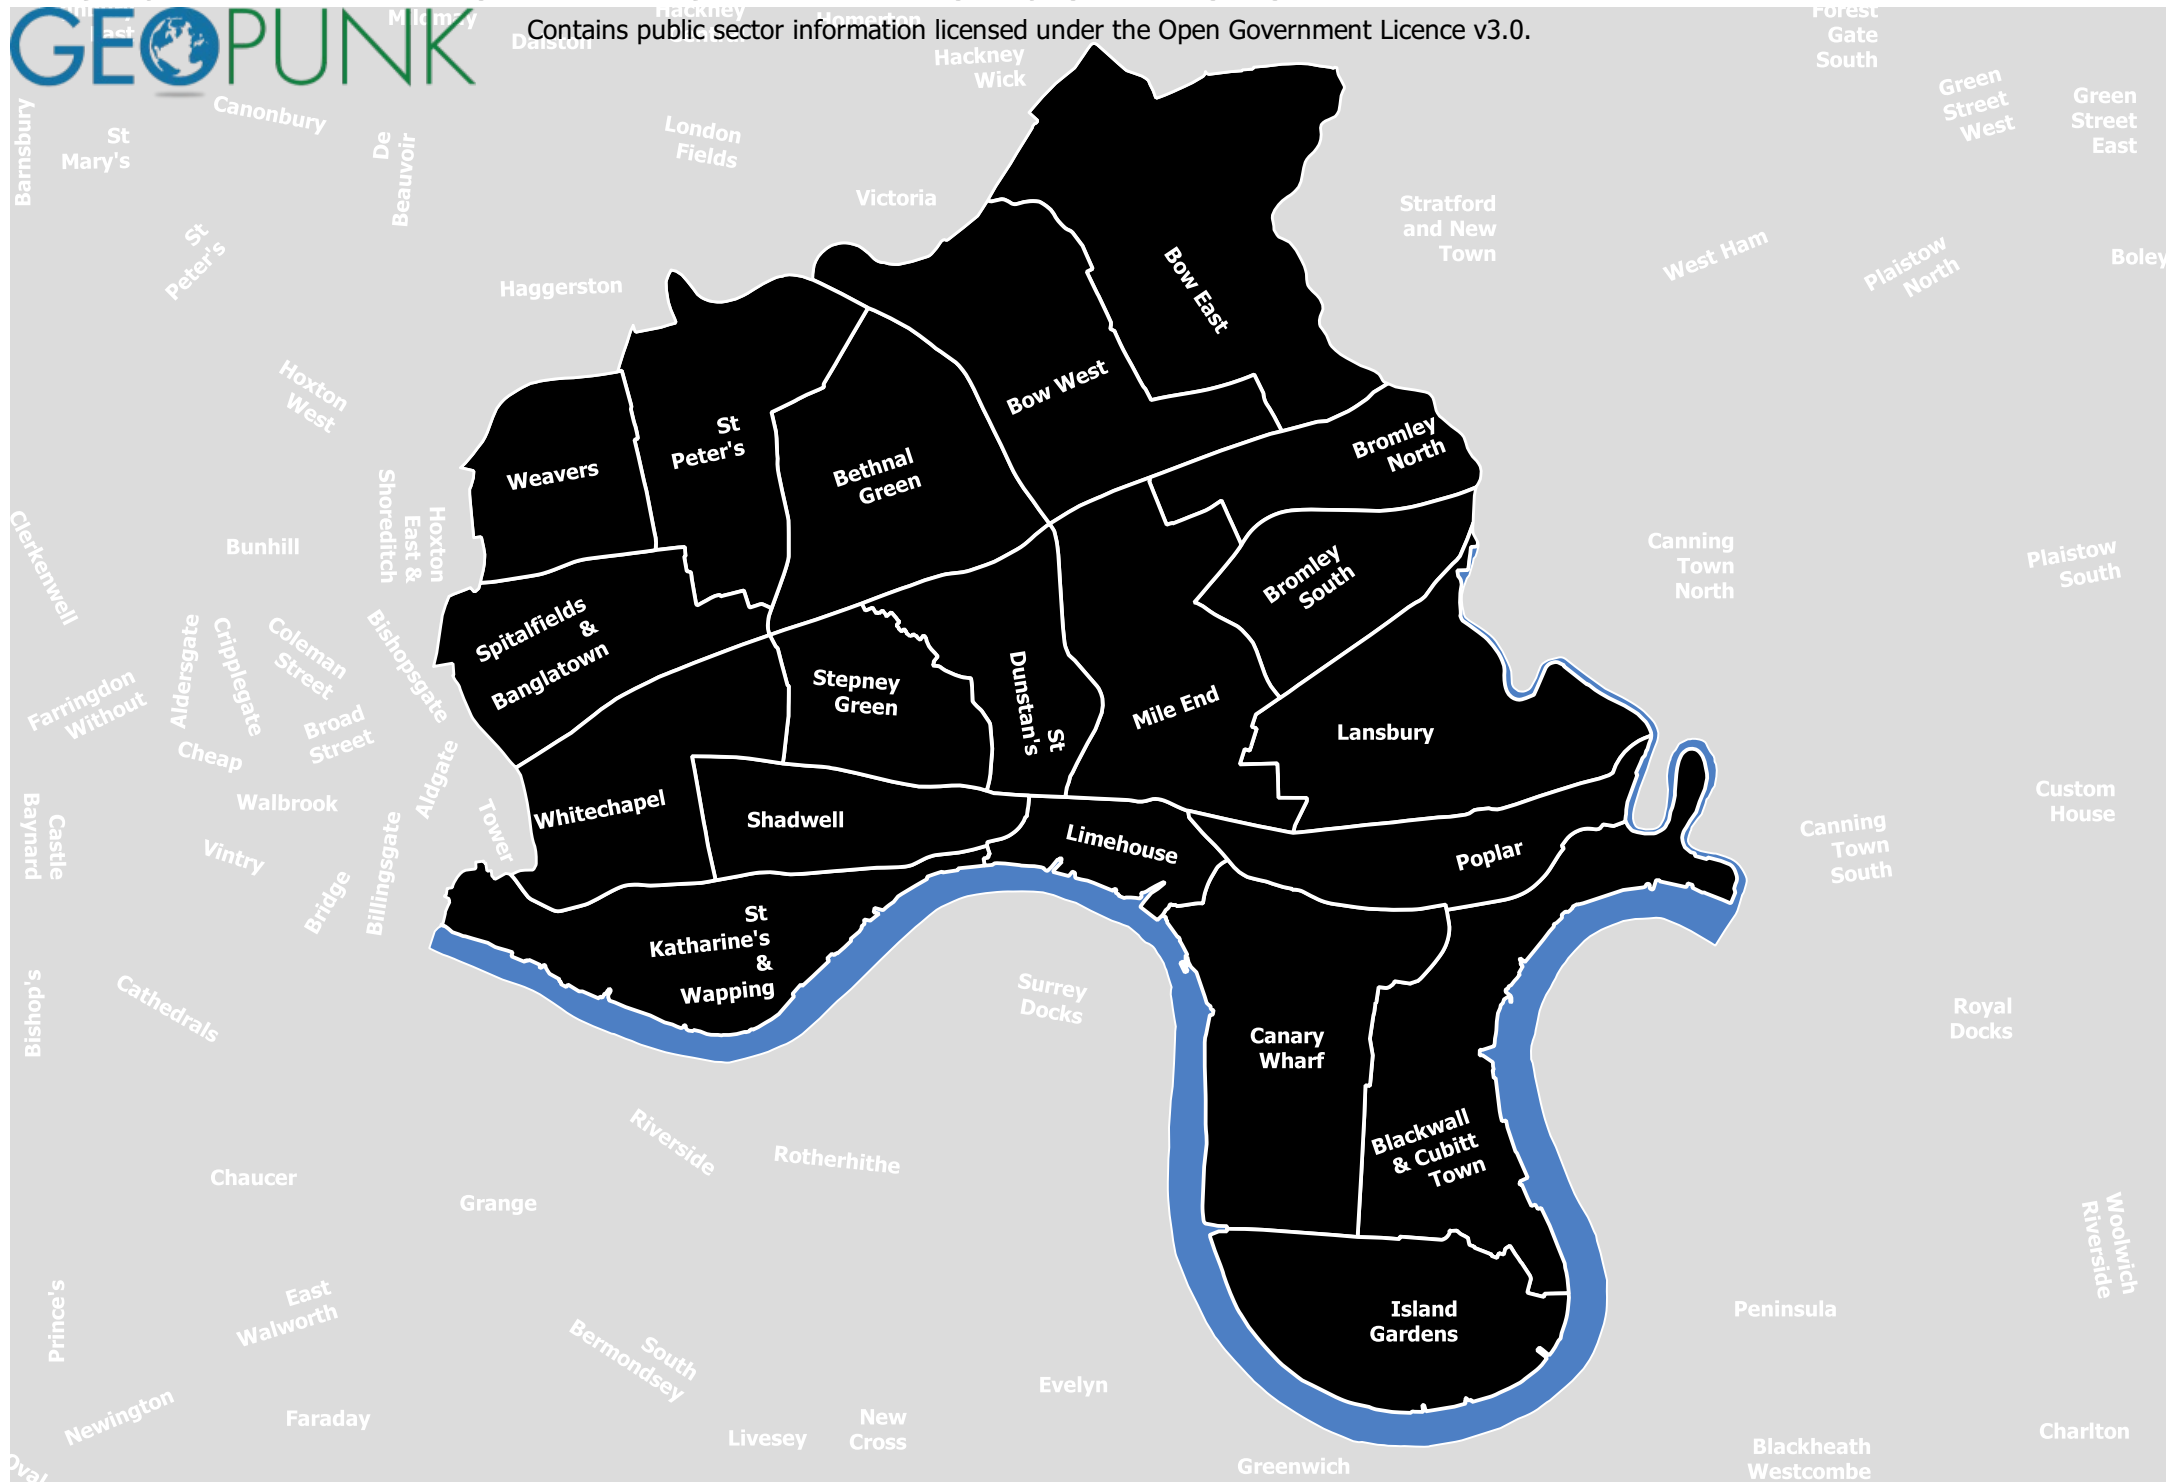 GEOPUNK
Contains public sector information licensed under the Open Government Licence v3.0.
Mildmay
Hackney
Homerton
Dalston
Hackney
Wick
Forest
Gate
South
Green
Street
West
Green
Street
East
Barnsbury
St
Mary's
Canonbury
De
Beauvoir
London
Fields
Victoria
Stratford
and New
Town
West Ham
Plaistow
North
Boley
St
Peter's
Haggerston
Bow East
Hoxton
West
Bow West
Weavers
St
Peter's
Bethnal
Green
Bromley
North
Hoxton
East &
Shoreditch
Clerkenwell
Bunhill
Canning
Town
North
Plaistow
South
Bromley
South
Spitalfields
&
Banglatown
Aldersgate
Cripplegate
Coleman
Street
Bishopsgate
Farringdon
Without
Broad
Street
Cheap
Stepney
Green
St
Dunstan's
Mile End
Lansbury
Aldgate
Walbrook
Castle
Baynard
Tower
Whitechapel
Shadwell
Limehouse
Poplar
Custom
House
Canning
Town
South
Vintry
Bridge
Billingsgate
St
Katharine's
&
Wapping
Bishop's
Cathedrals
Surrey
Docks
Royal
Docks
Canary
Wharf
Blackwall
& Cubitt
Town
Riverside
Rotherhithe
Chaucer
Grange
Woolwich
Riverside
Prince's
East
Walworth
Island
Gardens
Peninsula
South
Bermondsey
Evelyn
Newington
Faraday
Livesey
New
Cross
Charlton
Blackheath
Westcombe
Greenwich
Oval